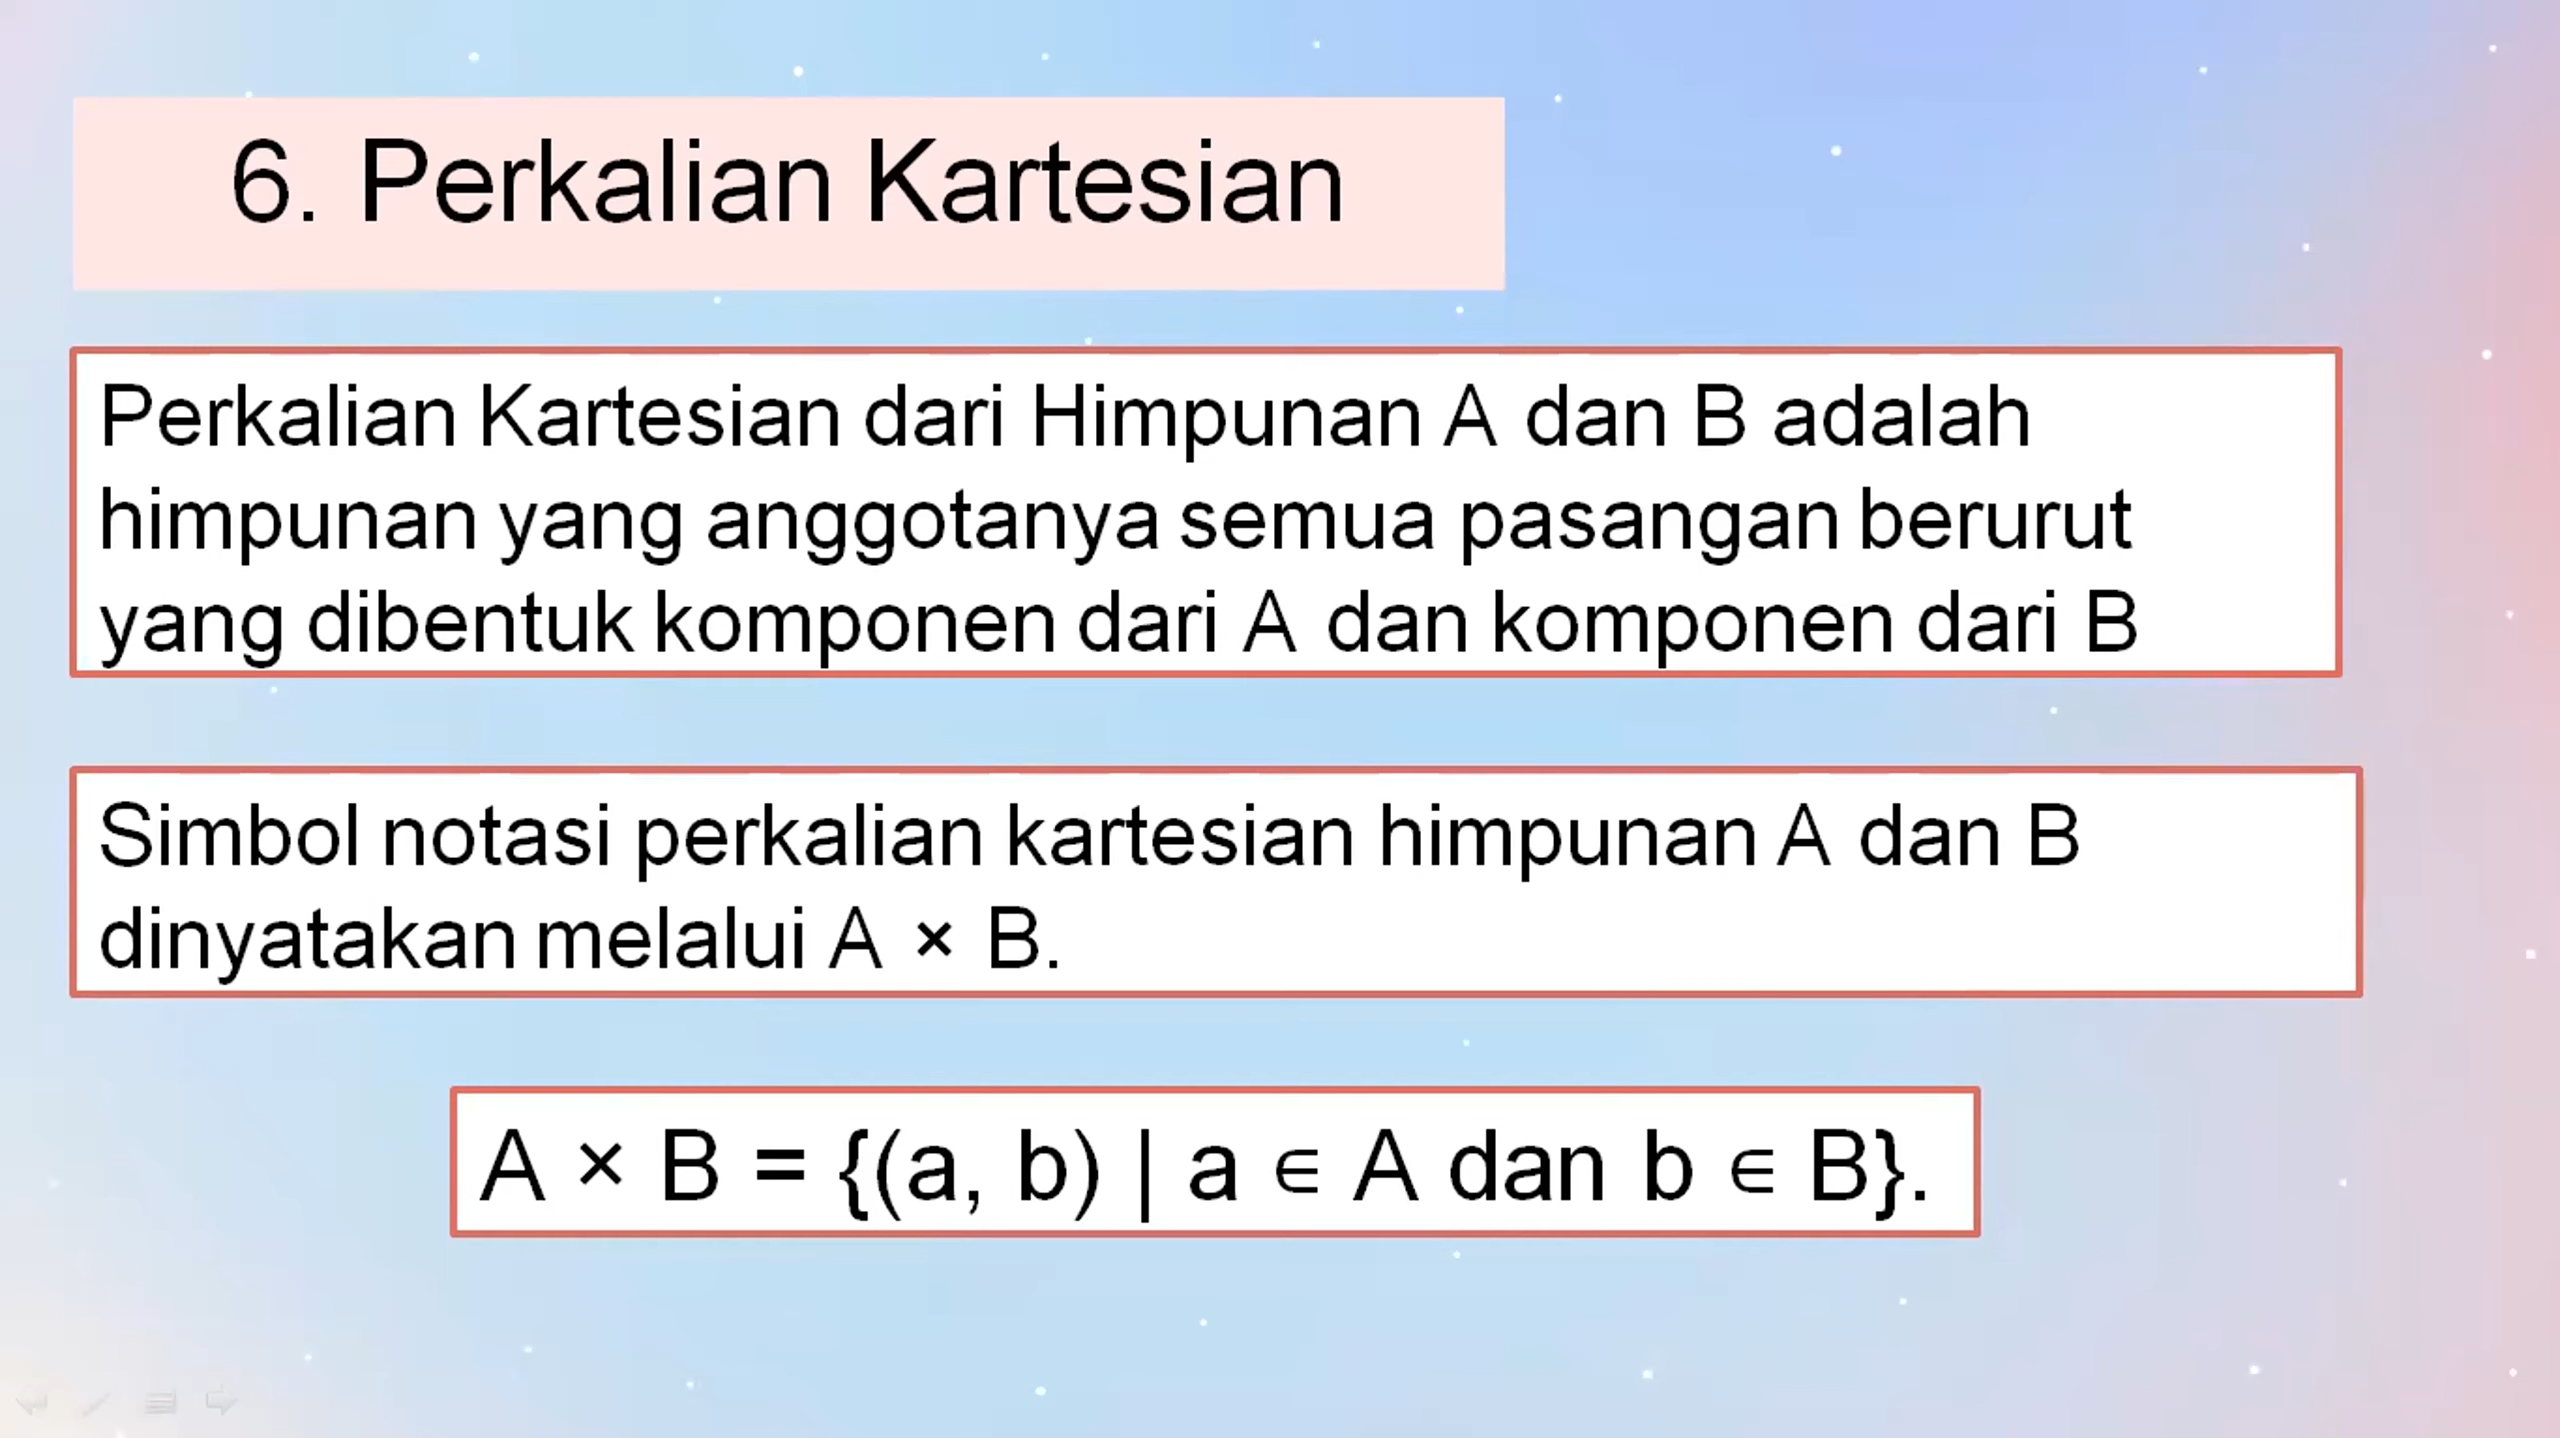 6. Perkalian Kartesian
Perkalian Kartesian dari Himpunan A dan B adalah
himpunan yang anggotanya semua pasangan berurut
yang dibentuk komponen dari A dan komponen dari B
Simbol notasi perkalian kartesian himpunan A dan B
dinyatakan melalui A × B.
A × B = {(a, b) | a ∈ A dan b ∈ B}.